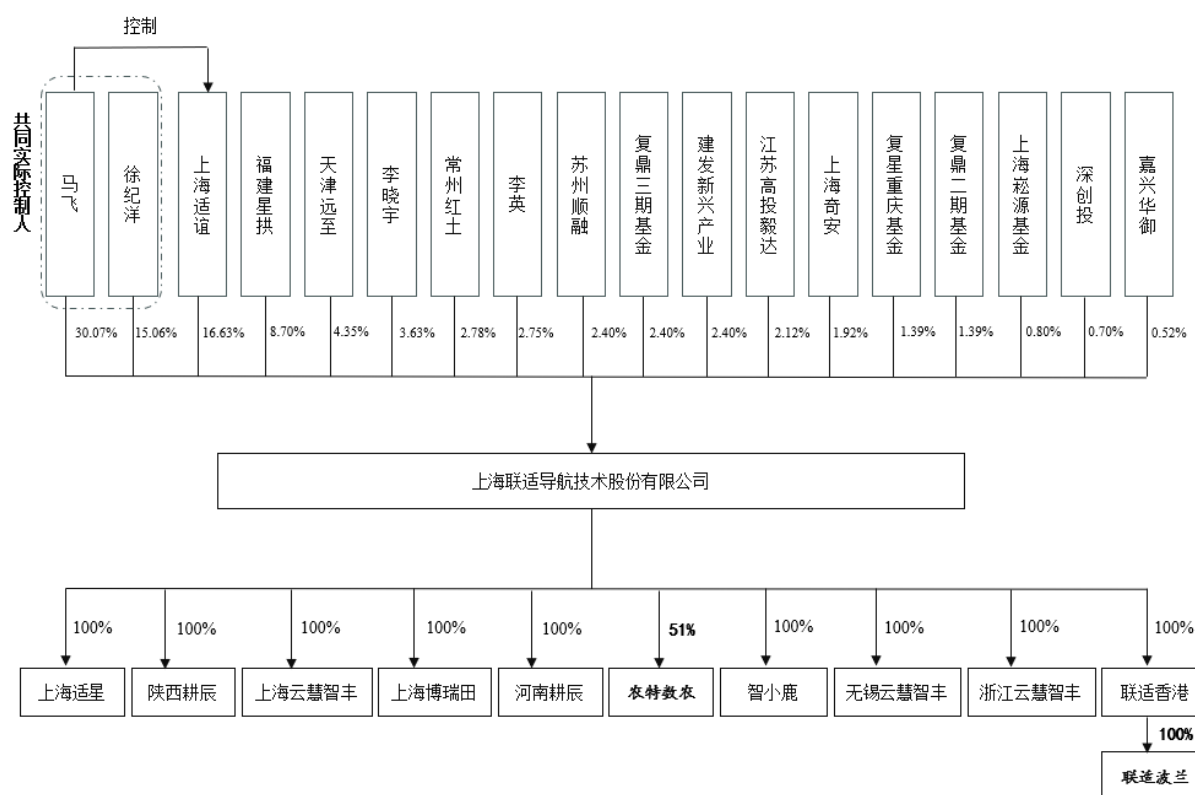 控制
共同实际控制人
马飞
徐纪洋
上海适谊
福建星拱
天津远至
李晓宇
常州红土
李英
苏州顺融
复鼎三期基金
建发新兴产业
江苏高投毅达
上海奇安
复星重庆基金
复鼎二期基金
上海崧源基金
深创投
嘉兴华御
30.07%
15.06%
16.63%
8.70%
4.35%
3.63%
2.78%
2.75%
2.40%
2.40%
2.40%
2.12%
1.92%
1.39%
1.39%
0.80%
0.70%
0.52%
上海联适导航技术股份有限公司
100%
100%
100%
100%
100%
51%
100%
100%
100%
100%
上海适星
陕西耕辰
上海云慧智丰
上海博瑞田
河南耕辰
农特数农
智小鹿
无锡云慧智丰
浙江云慧智丰
联适香港
100%
联适波兰